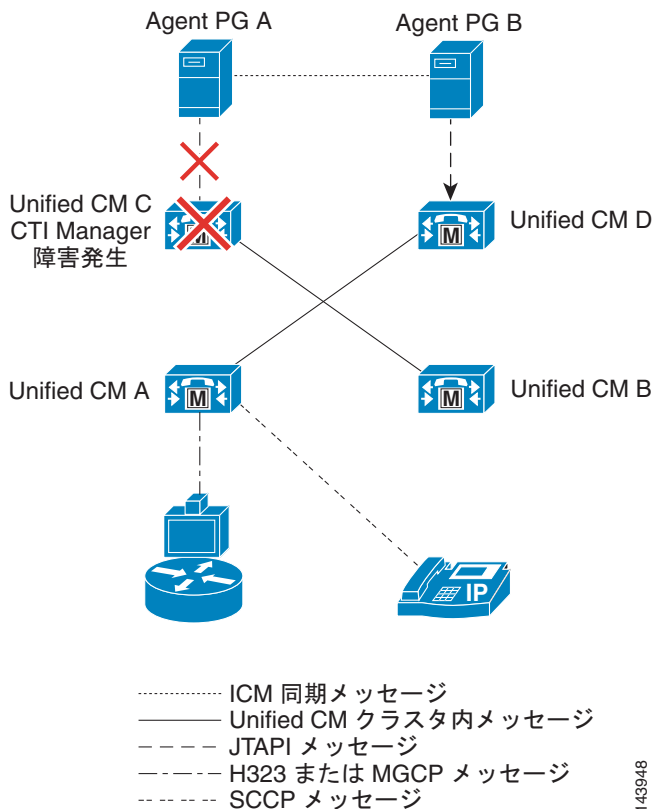 Agent PG A
Agent PG B
Unified CM C
CTI Manager
障害発生
M
M
Unified CM D
Unified CM A
M
M
Unified CM B
IP
ICM 同期メッセージ
Unified CM クラスタ内メッセージ
JTAPI メッセージ
H323 または MGCP メッセージ
SCCP メッセージ
143948